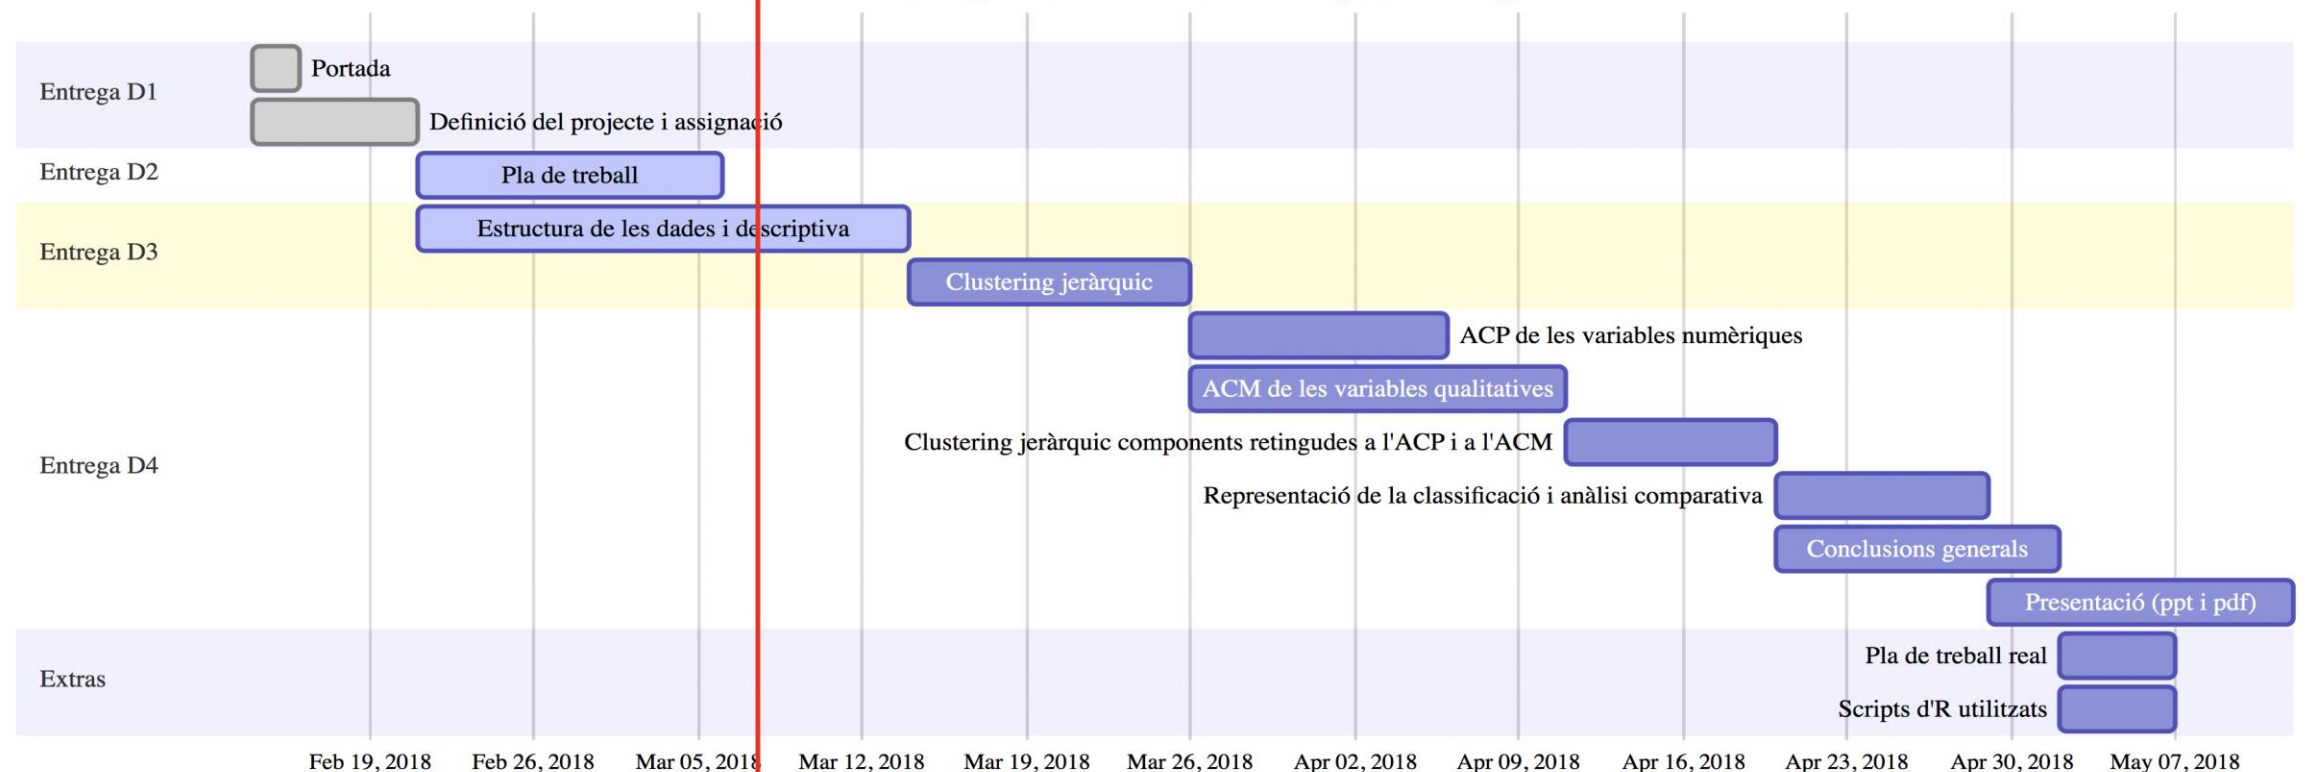 Entrega D1
Portada
Definició del projecte i assignació
Entrega D2
Pla de treball
Entrega D3
Estructura de les dades i descriptiva
Clustering jeràrquic
Entrega D4
ACP de les variables numèriques
ACM de les variables qualitatives
Clustering jeràrquic components retingudes a l'ACP i a l'ACM
Representació de la classificació i anàlisi comparativa
Conclusions generals
Presentació (ppt i pdf)
Extras
Pla de treball real
Scripts d'R utilitzats
Feb 19, 2018 Feb 26, 2018 Mar 05, 2018 Mar 12, 2018 Mar 19, 2018 Mar 26, 2018 Apr 02, 2018 Apr 09, 2018 Apr 16, 2018 Apr 23, 2018 Apr 30, 2018 May 07, 2018